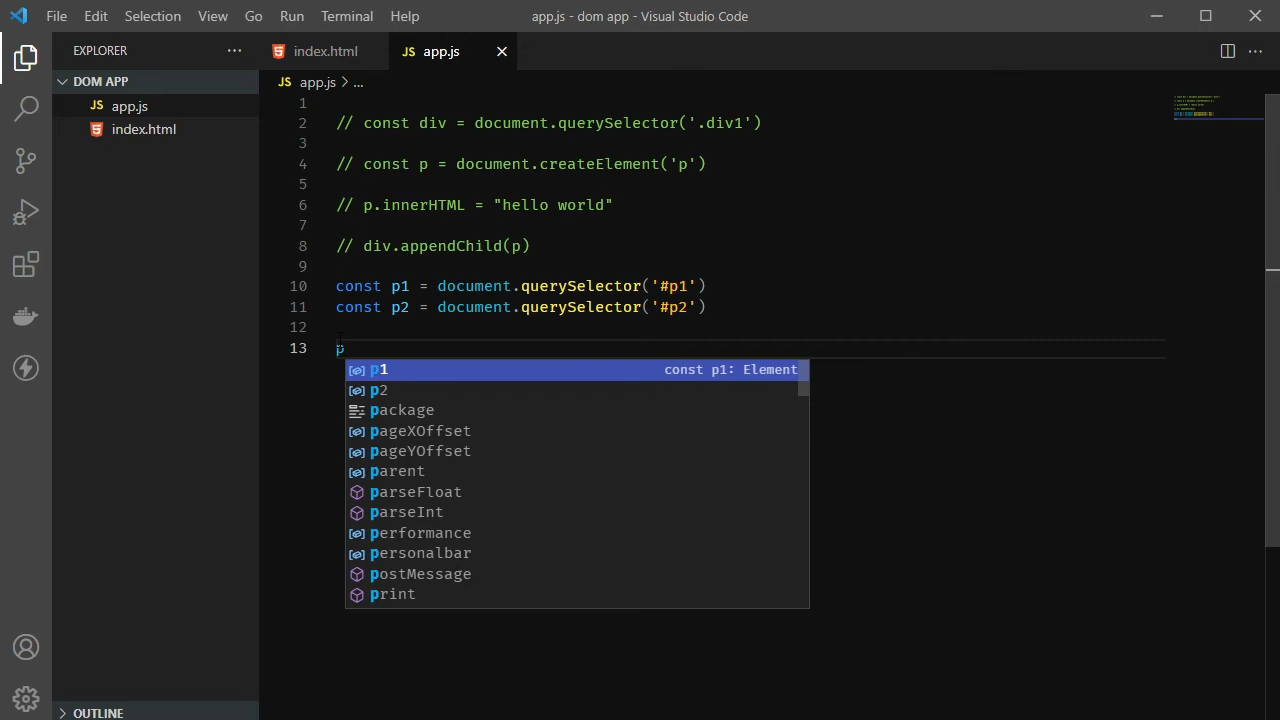 File Edit Selection View Go Run Terminal Help
app.js - dom app - Visual Studio Code
EXPLORER
index.html
JS app.js
DOM APP
JS app.js
index.html
OUTLINE
JS app.js > ...
1
2 // const div = document.querySelector('.div1')
3
4 // const p = document.createElement('p')
5
6 // p.innerHTML = "hello world"
7
8 // div.appendChild(p)
9
10 const p1 = document.querySelector('#p1')
11 const p2 = document.querySelector('#p2')
12
13 p
p1 const p1: Element
p2
package
pageXOffset
pageYOffset
parent
parseFloat
parseInt
performance
personalbar
postMessage
print